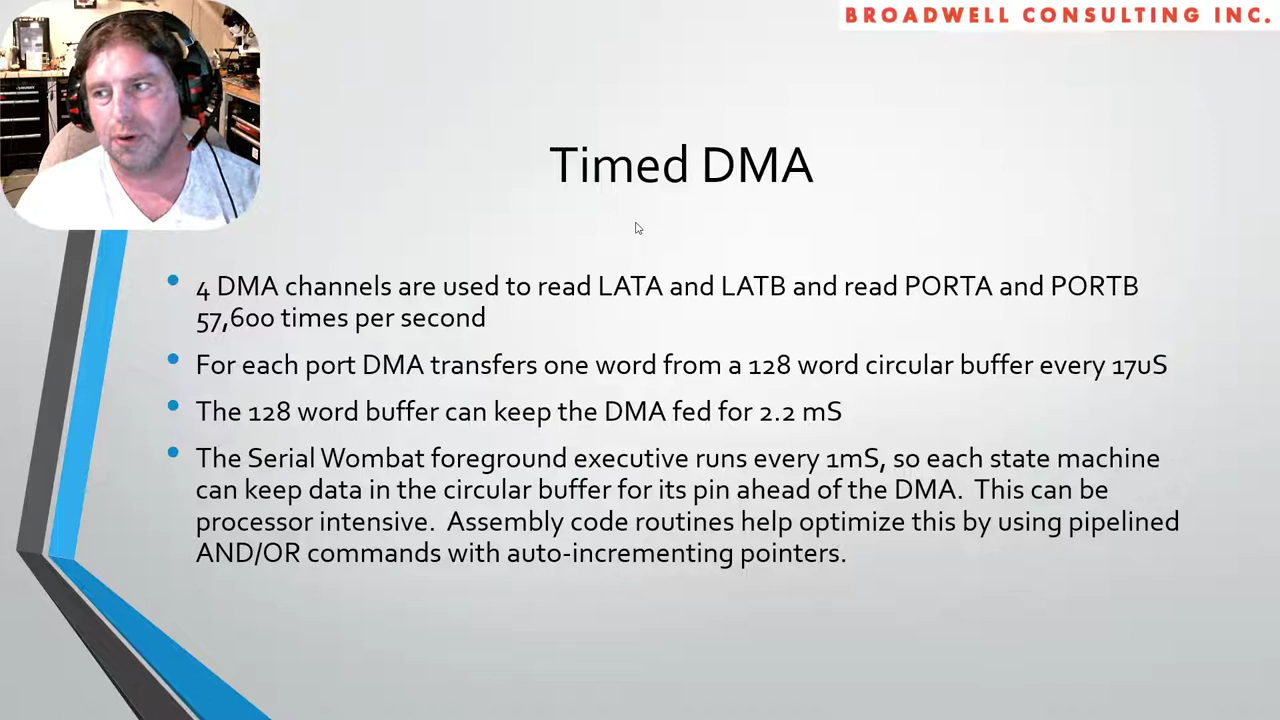 BROADWELL CONSULTING INC.
Timed DMA
4 DMA channels are used to read LATA and LATB and read PORTA and PORTB
57,600 times per second
For each port DMA transfers one word from a 128 word circular buffer every 17uS
The 128 word buffer can keep the DMA fed for 2.2 mS
The Serial Wombat foreground executive runs every 1mS, so each state machine
can keep data in the circular buffer for its pin ahead of the DMA.  This can be
processor intensive.  Assembly code routines help optimize this by using pipelined
AND/OR commands with auto-incrementing pointers.